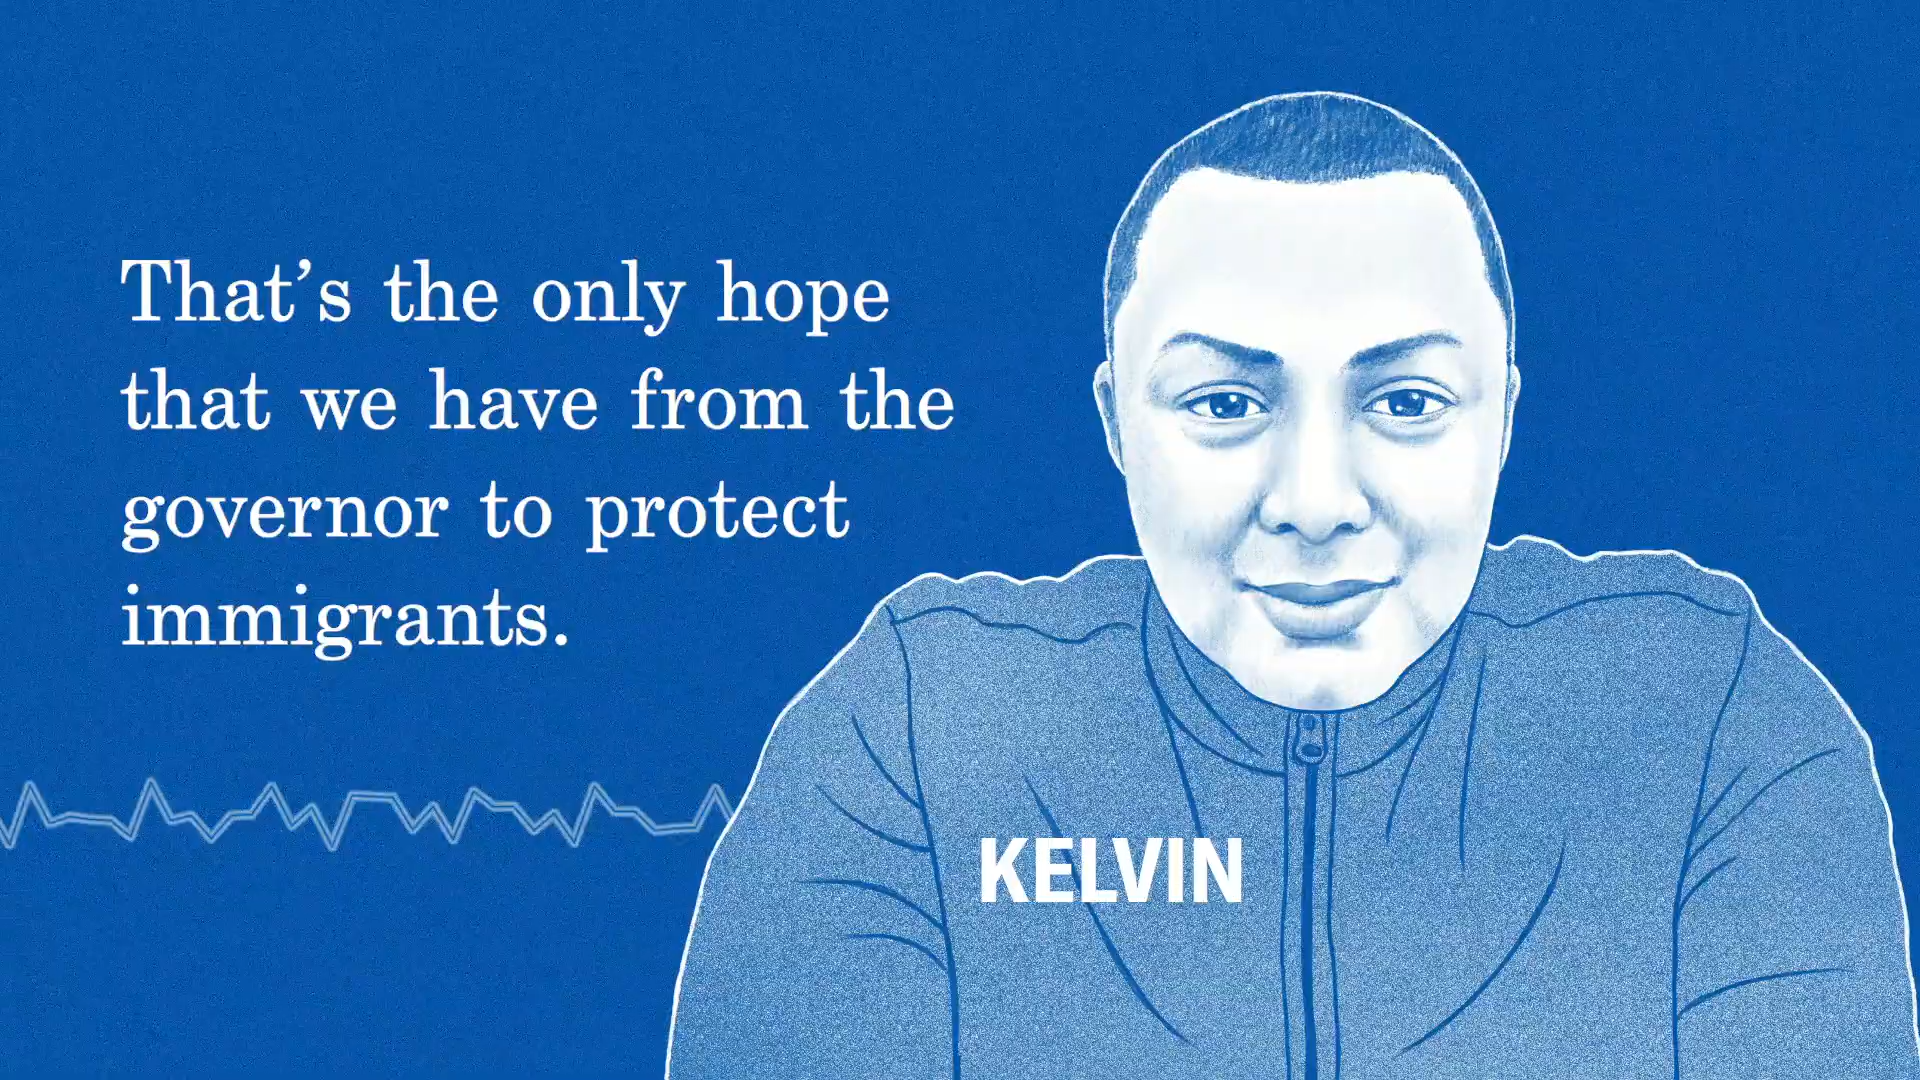 That’s the only hope
that we have from the
governor to protect
immigrants.
KELVIN